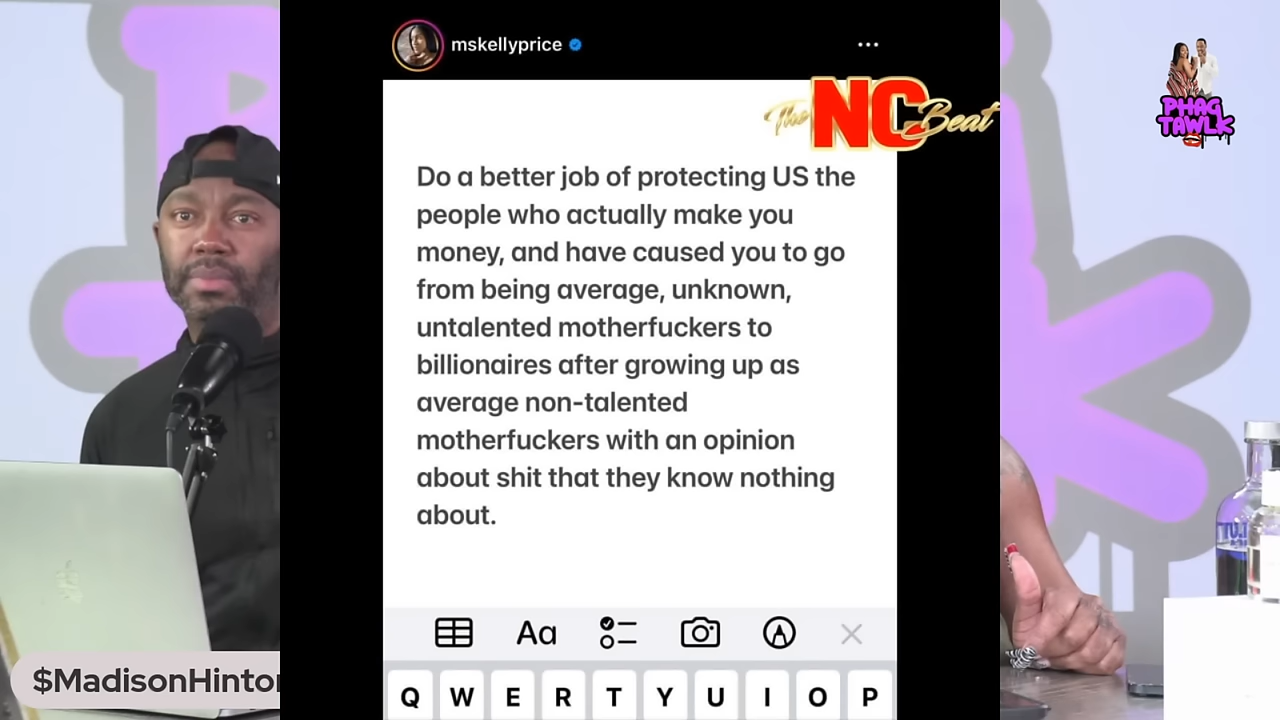 mskellyprice
The NC Beat
PHAG
TAWLK
Do a better job of protecting US the
people who actually make you
money, and have caused you to go
from being average, unknown,
untalented motherfuckers to
billionaires after growing up as
average non-talented
motherfuckers with an opinion
about shit that they know nothing
about.
Aa
$MadisonHinto
Q W E R T Y U I O P